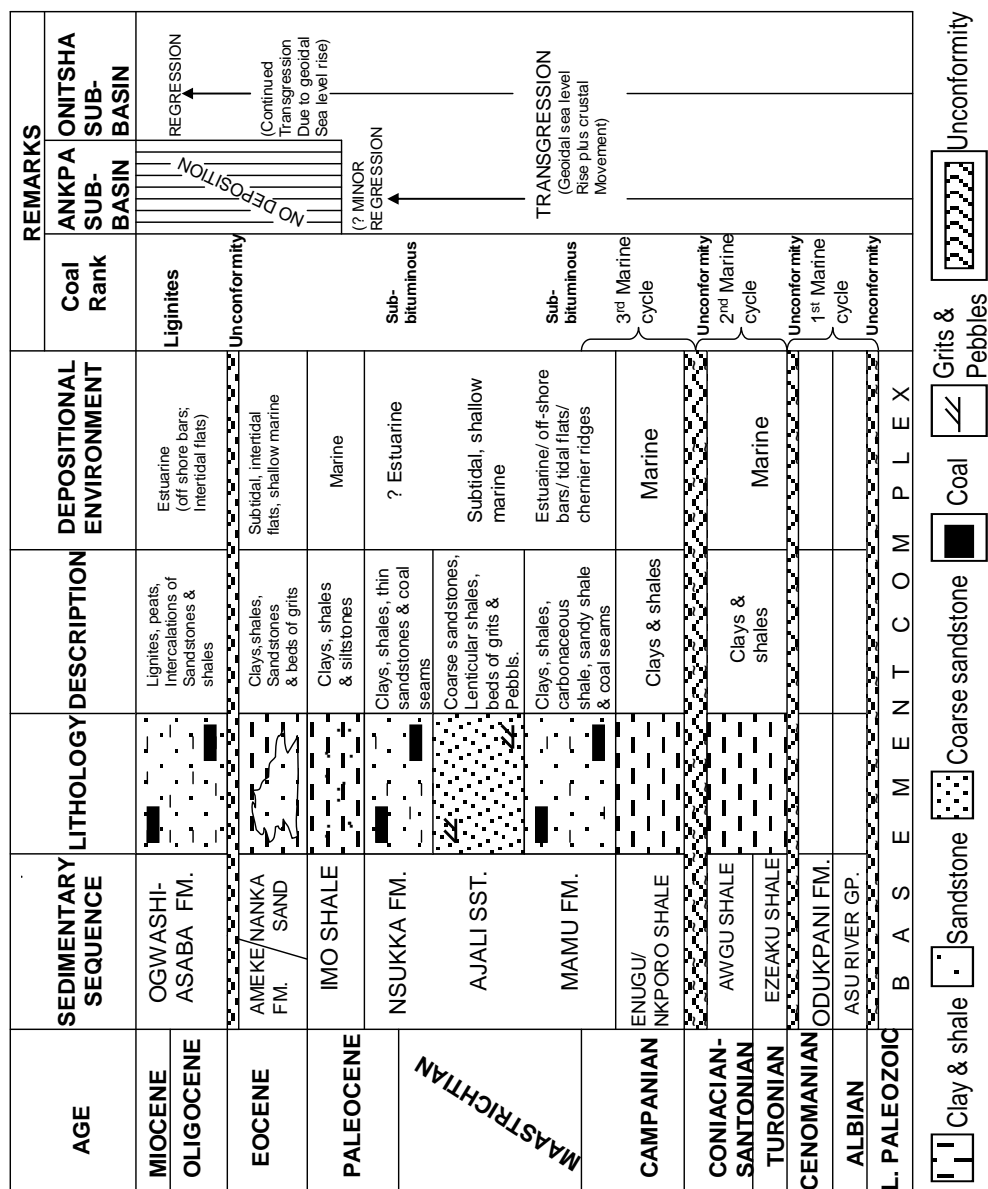 AGE
SEDIMENTARY
SEQUENCE
LITHOLOGY
DESCRIPTION
DEPOSITIONAL
ENVIRONMENT
Coal
Rank
REMARKS
ANKPA
SUB-
BASIN
ONITSHA
SUB-
BASIN
MIOCENE
OLIGOCENE
OGWASHI-
ASABA FM.
Lignites, peats,
Intercalations of
Sandstones &
shales
Estuarine
(off shore bars;
Intertidal flats)
Liginites
NO DEPOSITION
REGRESSION
Unconformity
EOCENE
AMEKE
FM.
NANKA
SAND
Clays,shales,
Sandstones
& beds of grits
Subtidal, intertidal
flats, shallow marine
(Continued
Transgression
Due to geoidal
Sea level rise)
PALEOCENE
IMO SHALE
Clays, shales
& siltstones
Marine
(? MINOR
REGRESSION
NSUKKA FM.
Clays, shales, thin
sandstones & coal
seams
? Estuarine
Sub-
bituminous
MAASTRICHTIAN
AJALI SST.
Coarse sandstones,
Lenticular shales,
beds of grits &
Pebbls.
Subtidal, shallow
marine
TRANSGRESSION
(Geoidal sea level
Rise plus crustal
Movement)
MAMU FM.
Clays, shales,
carbonaceous
shale, sandy shale
& coal seams
Estuarine/ off-shore
bars/ tidal flats/
chernier ridges
Sub-
bituminous
CAMPANIAN
ENUGU/
NKPORO SHALE
Clays & shales
Marine
3rd Marine
cycle
Unconformity
CONIACIAN-
SANTONIAN
AWGU SHALE
Clays &
shales
Marine
2nd Marine
cycle
TURONIAN
EZEAKU SHALE
Unconformity
CENOMANIAN
ODUKPANI FM.
1st Marine
cycle
ALBIAN
ASU RIVER GP.
Unconformity
L. PALEOZOIC
B A S E M E N T C O M P L E X
Clay & shale
Sandstone
Coarse sandstone
Coal
Grits &
Pebbles
Unconformity